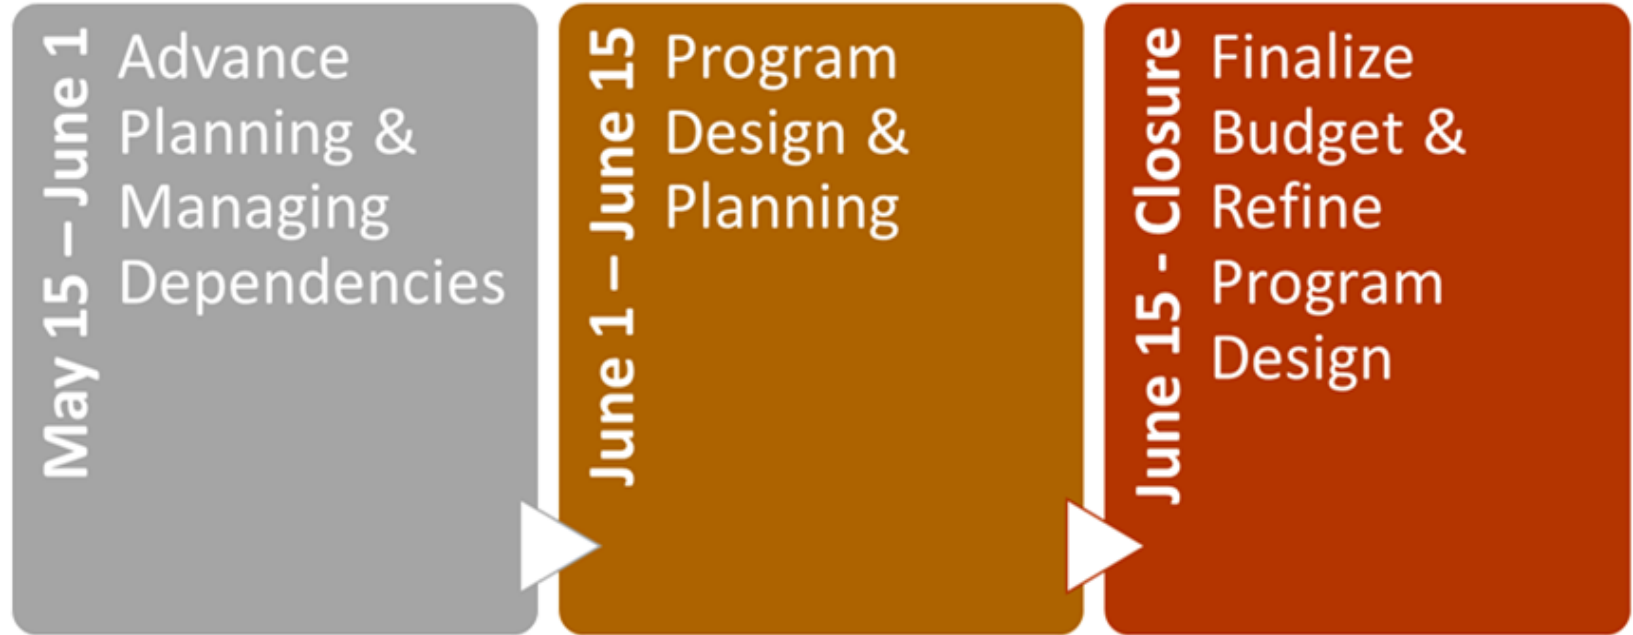 May 15 – June 1
Advance
Planning &
Managing
Dependencies
June 1 – June 15
Program
Design &
Planning
June 15 - Closure
Finalize
Budget &
Refine
Program
Design